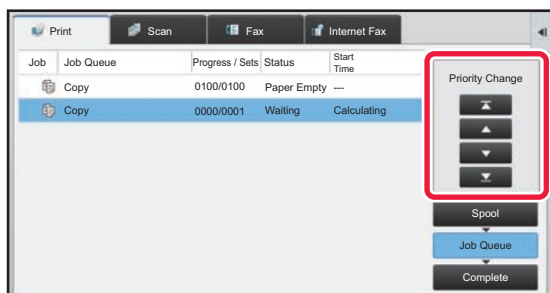 Print Scan Fax Internet Fax
Job Job Queue Progress / Sets Status Start Time
Copy 0100/0100 Paper Empty ---
Copy 0000/0001 Waiting Calculating
Priority Change
Spool
Job Queue
Complete